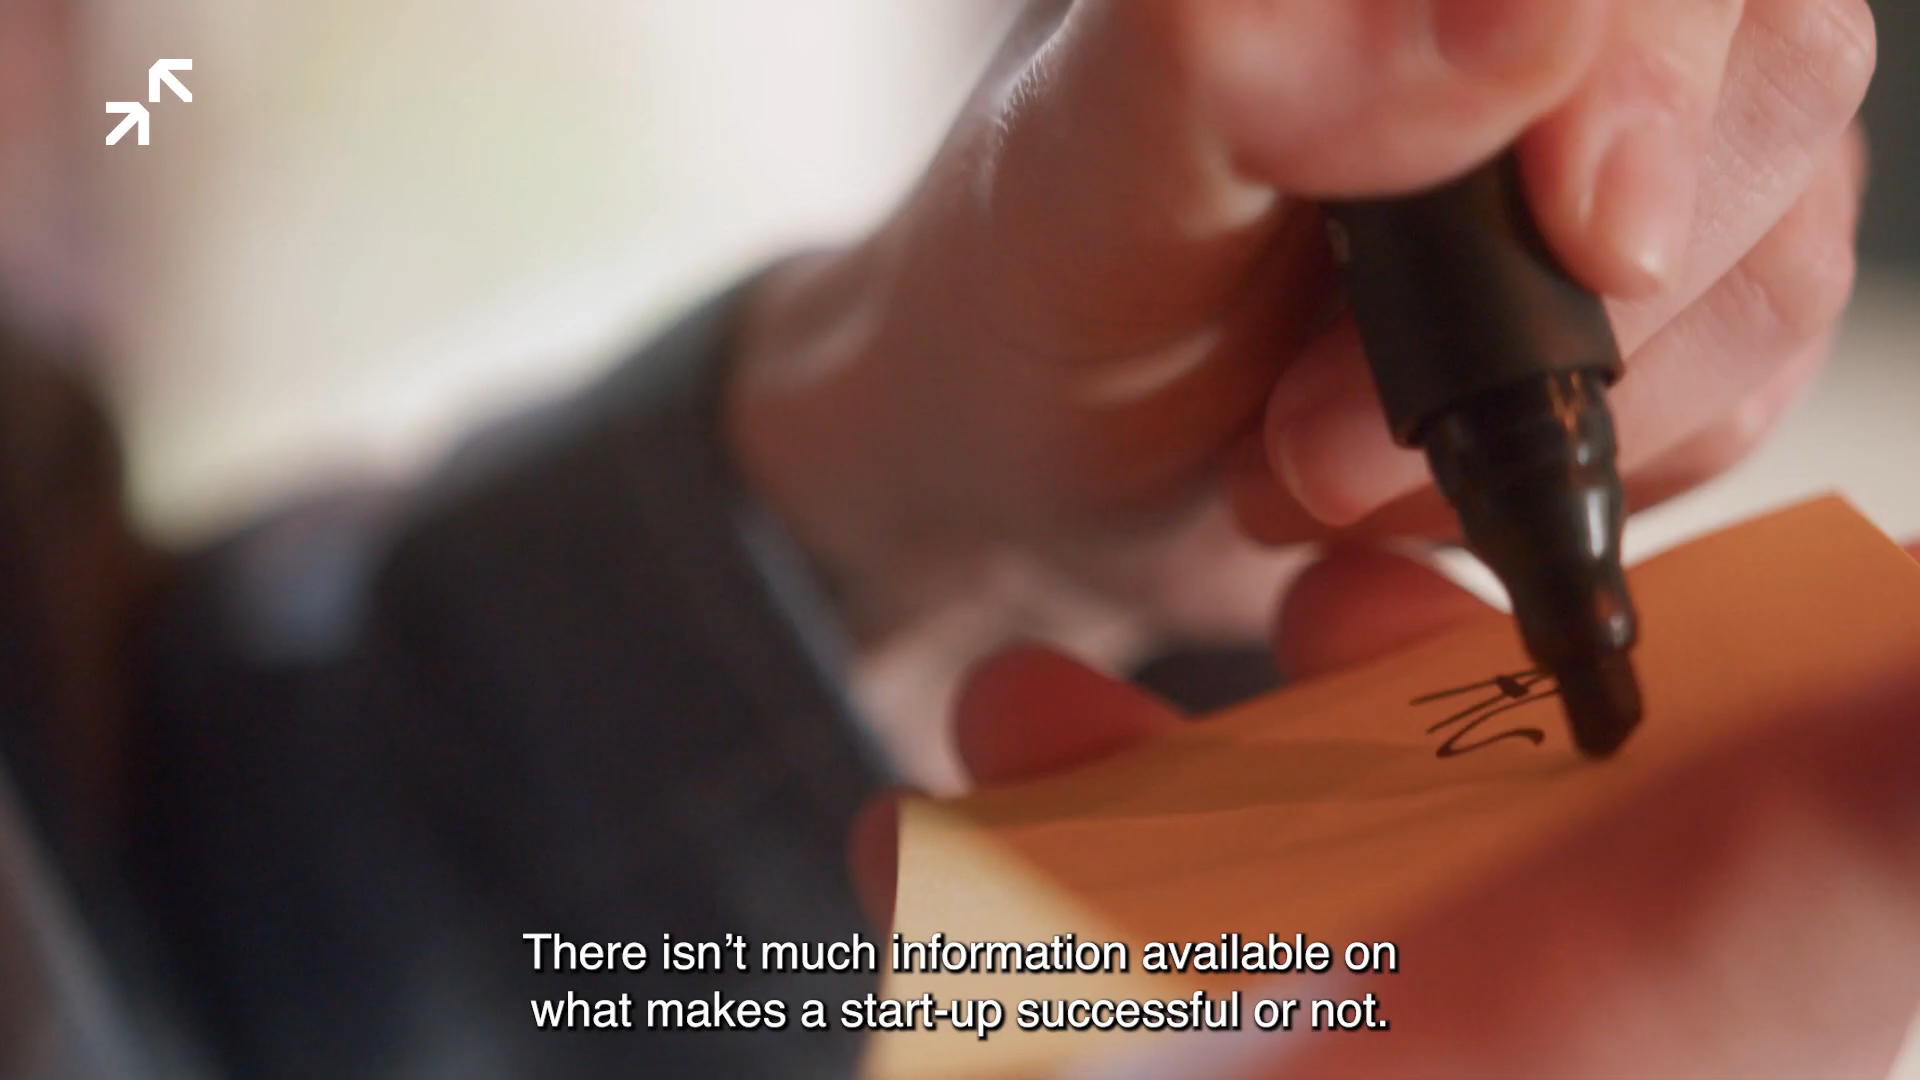 There isn’t much information available on
what makes a start-up successful or not.